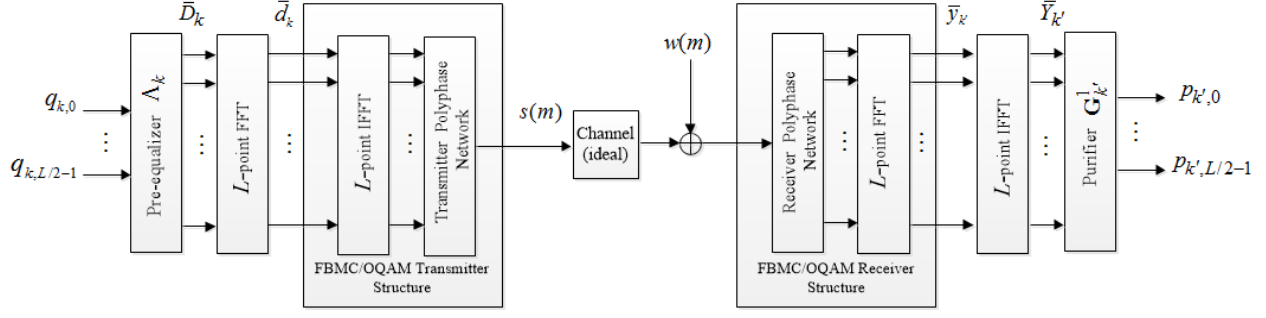 q_{k,0}
⋮
q_{k,L/2−1}
Pre-equalizer Λ_k
D̄_k
⋮
L-point FFT
d̄_k
⋮
L-point IFFT
⋮
Transmitter Polyphase
Network
FBMC/OQAM Transmitter
Structure
s(m)
Channel
(ideal)
w(m)
Receiver Polyphase
Network
⋮
L-point FFT
FBMC/OQAM Receiver
Structure
ȳ_{k'}
⋮
L-point IFFT
Ȳ_{k'}
⋮
Purifier G^1_{k'}
p_{k',0}
⋮
p_{k',L/2−1}